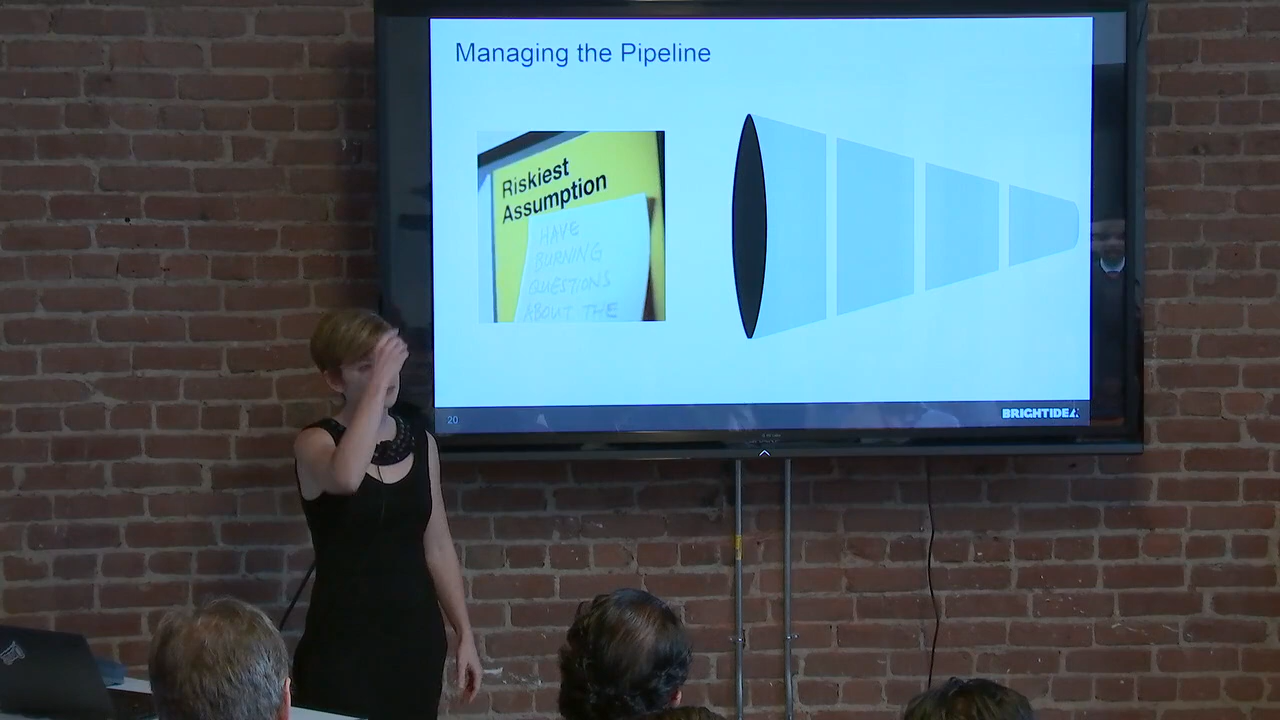 Managing the Pipeline
Riskiest
Assumption
HAVE
BURNING
QUESTIONS
ABOUT THE
20
BRIGHTIDEA